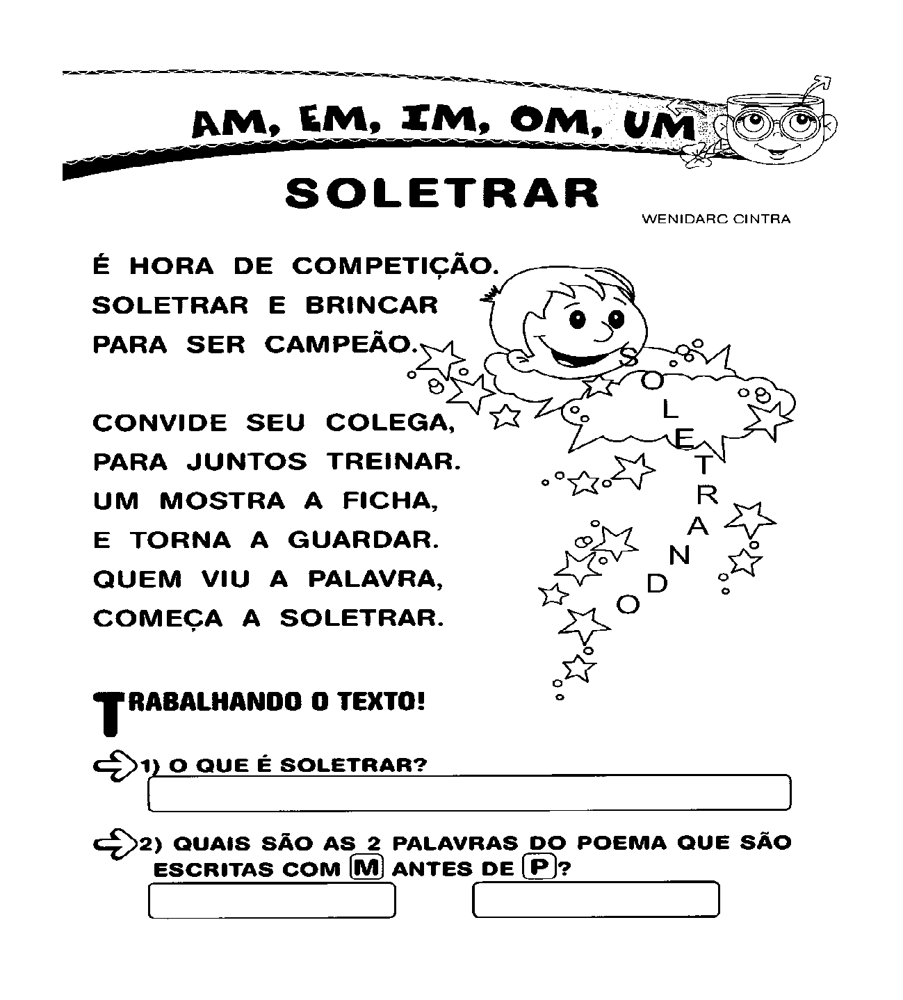 AM, EM, IM, OM, UM
SOLETRAR
WENIDARC CINTRA
É HORA DE COMPETIÇÃO.
SOLETRAR E BRINCAR
PARA SER CAMPEÃO.
CONVIDE SEU COLEGA,
PARA JUNTOS TREINAR.
UM MOSTRA A FICHA,
E TORNA A GUARDAR.
QUEM VIU A PALAVRA,
COMEÇA A SOLETRAR.
SOLETRANDO
TRABALHANDO O TEXTO!
1) O QUE É SOLETRAR?
2) QUAIS SÃO AS 2 PALAVRAS DO POEMA QUE SÃO
ESCRITAS COM M ANTES DE P?